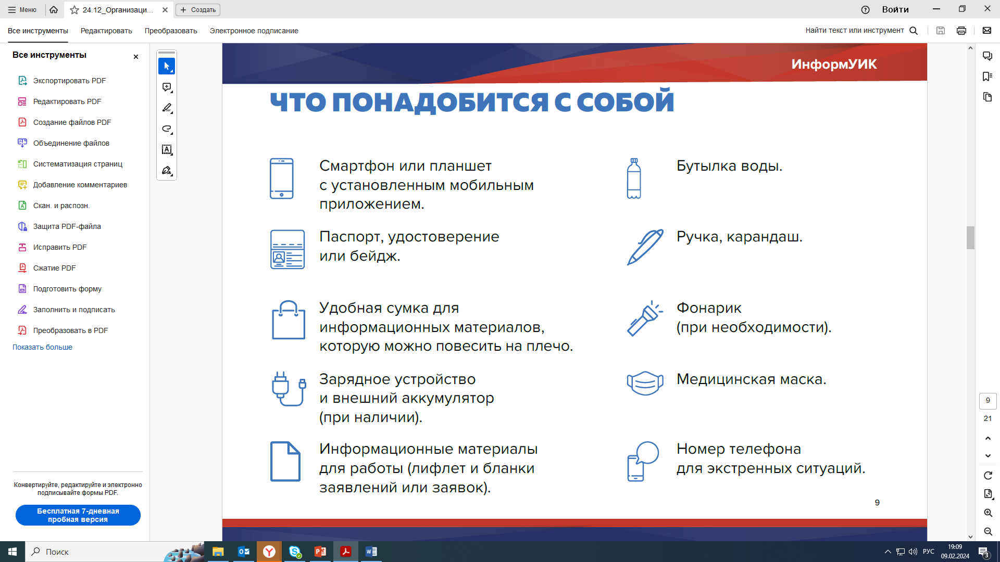 Меню
24.12_Организаци...
Создать
Войти
Все инструменты
Редактировать
Преобразовать
Электронное подписание
Найти текст или инструмент
Все инструменты
Экспортировать PDF
Редактировать PDF
Создание файлов PDF
Объединение файлов
Систематизация страниц
Добавление комментариев
Скан. и распозн.
Защита PDF-файла
Исправить PDF
Сжатие PDF
Подготовить форму
Заполнить и подписать
Преобразовать в PDF
Показать больше
Конвертируйте, редактируйте и электронно
подписывайте формы PDF.
Бесплатная 7-дневная
пробная версия
ИнформУИК
ЧТО ПОНАДОБИТСЯ С СОБОЙ
Смартфон или планшет
с установленным мобильным
приложением.
Паспорт, удостоверение
или бейдж.
Удобная сумка для
информационных материалов,
которую можно повесить на плечо.
Зарядное устройство
и внешний аккумулятор
(при наличии).
Информационные материалы
для работы (лифлет и бланки
заявлений или заявок).
Бутылка воды.
Ручка, карандаш.
Фонарик
(при необходимости).
Медицинская маска.
Номер телефона
для экстренных ситуаций.
9
9
21
Поиск
РУС
19:09
09.02.2024
3